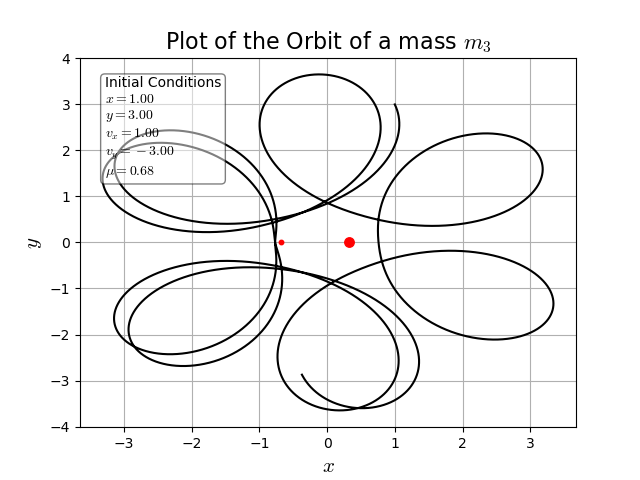 Plot of the Orbit of a mass m₃
Initial Conditions
x = 1.00
y = 3.00
vₓ = 1.00
v_y = −3.00
μ = 0.68
4
3
2
1
0
−1
−2
−3
−4
y
−3 −2 −1 0 1 2 3
x